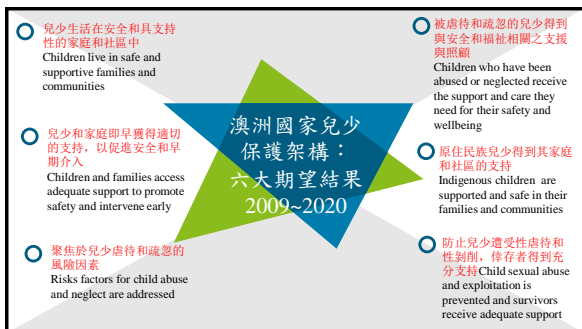 兒少生活在安全和具支持
性的家庭和社區中
Children live in safe and
supportive families and
communities
兒少和家庭即早獲得適切
的支持，以促進安全和早
期介入
Children and families access
adequate support to promote
safety and intervene early
聚焦於兒少虐待和疏忽的
風險因素
Risks factors for child abuse
and neglect are addressed
澳洲國家兒少
保護架構：
六大期望結果
2009~2020
被虐待和疏忽的兒少得到
與安全和福祉相關之支援
與照顧
Children who have been
abused or neglected receive
the support and care they
need for their safety and
wellbeing
原住民族兒少得到其家庭
和社區的支持
Indigenous children are
supported and safe in their
families and communities
防止兒少遭受性虐待和
性剝削，倖存者得到充
分支持Child sexual abuse
and exploitation is
prevented and survivors
receive adequate support